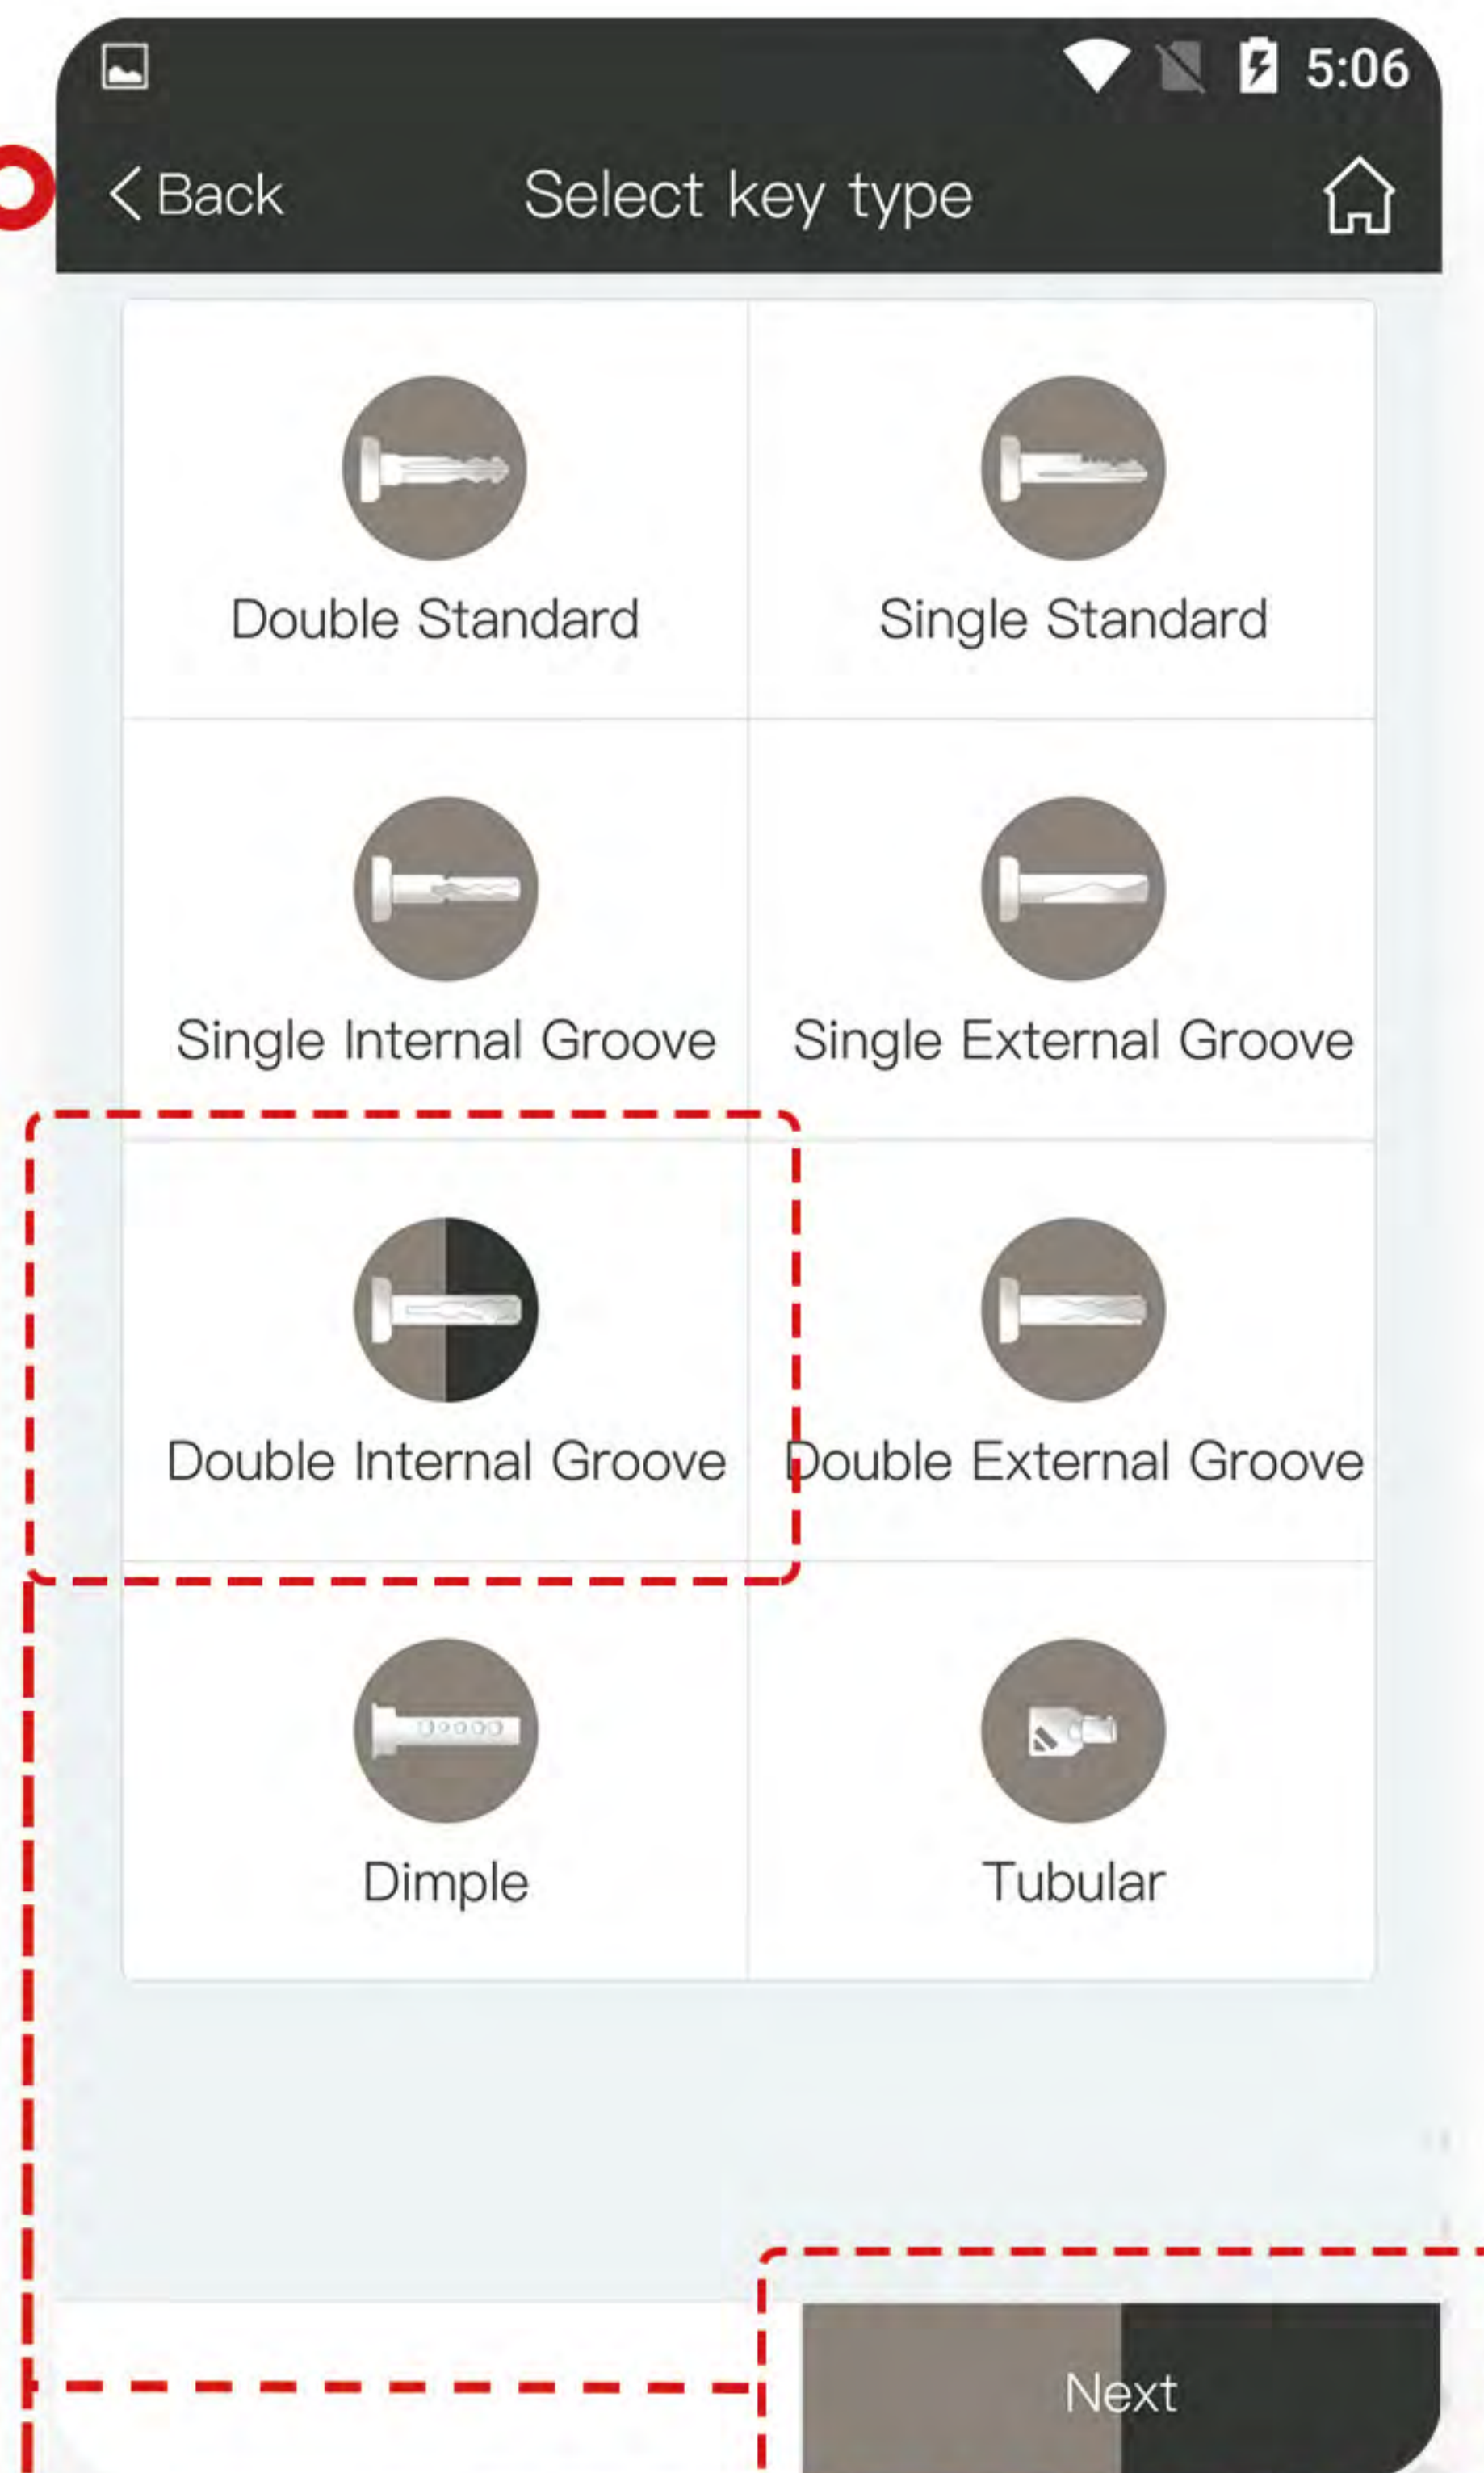 5:06
Back Select key type
Double Standard Single Standard
Single Internal Groove Single External Groove
Double Internal Groove Double External Groove
Dimple Tubular
Next